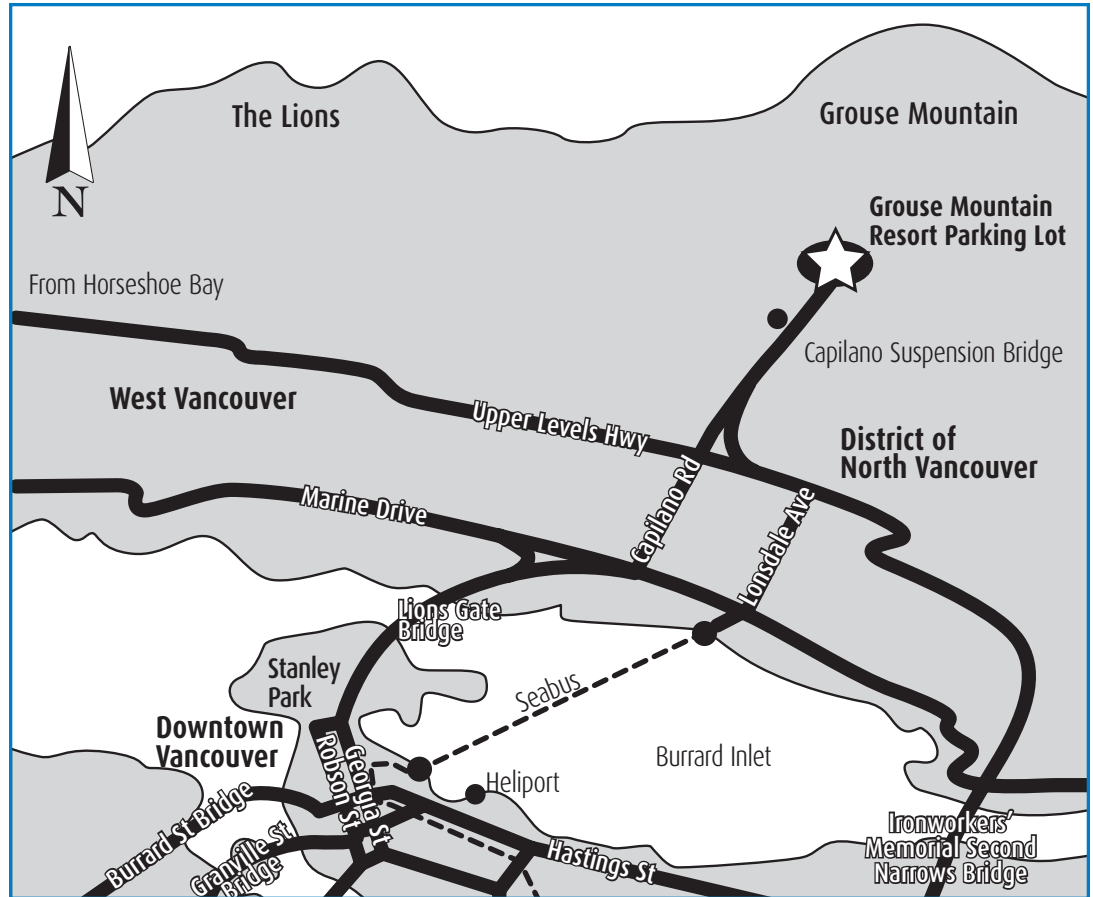 The Lions
Grouse Mountain
N
Grouse Mountain
Resort Parking Lot
From Horseshoe Bay
Capilano Suspension Bridge
West Vancouver
Upper Levels Hwy
District of
North Vancouver
Capilano Rd
Marine Drive
Lonsdale Ave
Lions Gate
Bridge
Stanley
Park
Seabus
Downtown
Vancouver
Robson St
Georgia St
Burrard Inlet
Heliport
Burrard St Bridge
Granville St
Bridge
Hastings St
Ironworkers'
Memorial Second
Narrows Bridge